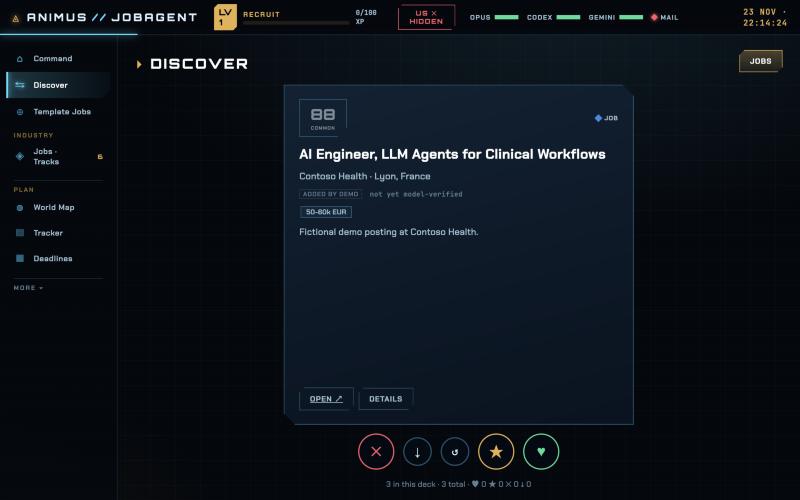 ANIMUS // JOBAGENT
LV 1
RECRUIT
0/100 XP
US × HIDDEN
OPUS
CODEX
GEMINI
MAIL
23 NOV · 22:14:24
Command
Discover
Template Jobs
INDUSTRY
Jobs · Tracks
6
PLAN
World Map
Tracker
Deadlines
MORE
DISCOVER
JOBS
88
COMMON
JOB
AI Engineer, LLM Agents for Clinical Workflows
Contoso Health · Lyon, France
ADDED BY DEMO not yet model-verified
50-60k EUR
Fictional demo posting at Contoso Health.
OPEN ↗
DETAILS
3 in this deck · 3 total · ♥ 0 ★ 0 ✕ 0 ↓ 0